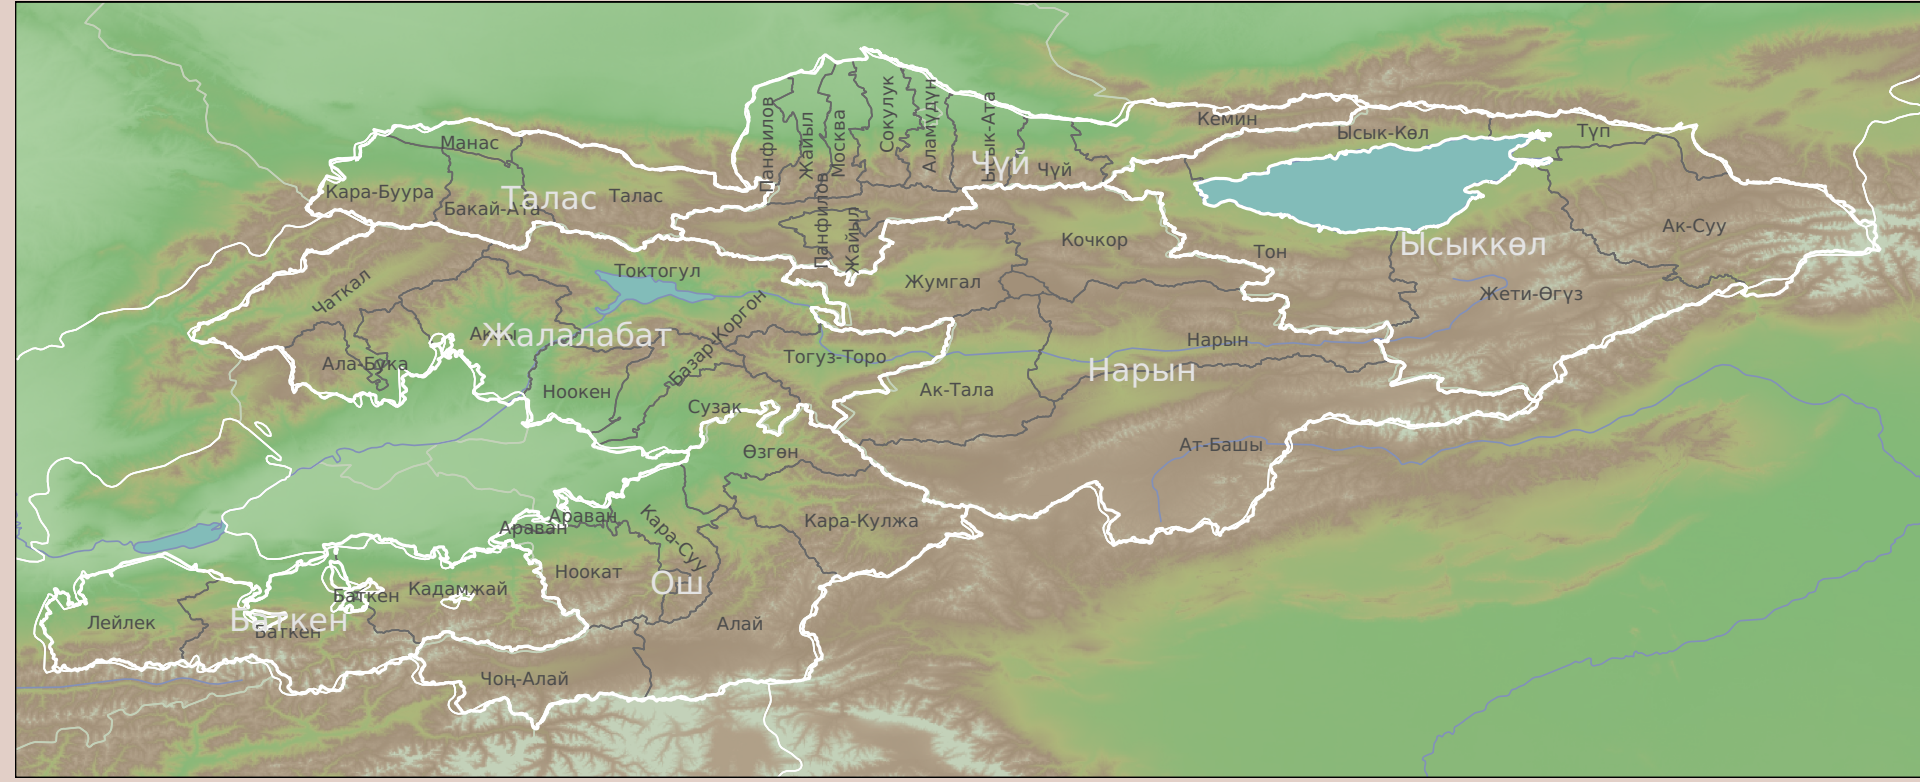 Манас
Кара-Буура
Бакай-Ата
Талас
Талас
Панфилов
Жайыл
Москва
Сокулук
Аламүдүн
Ысык-Ата
Чүй
Чүй
Кемин
Ысык-Көл
Түп
Панфилов
Жайыл
Кочкор
Тон
Ысыккөл
Ак-Суу
Жети-Өгүз
Чаткал
Токтогул
Жумгал
Жалалабат
Ала-Бука
Базар-Коргон
Тогуз-Торо
Нарын
Нарын
Ноокен
Сузак
Ак-Тала
Ат-Башы
Өзгөн
Араван
Араван
Кара-Суу
Кара-Кулжа
Ноокат
Ош
Баткен
Кадамжай
Лейлек
Баткен
Баткен
Алай
Чоң-Алай